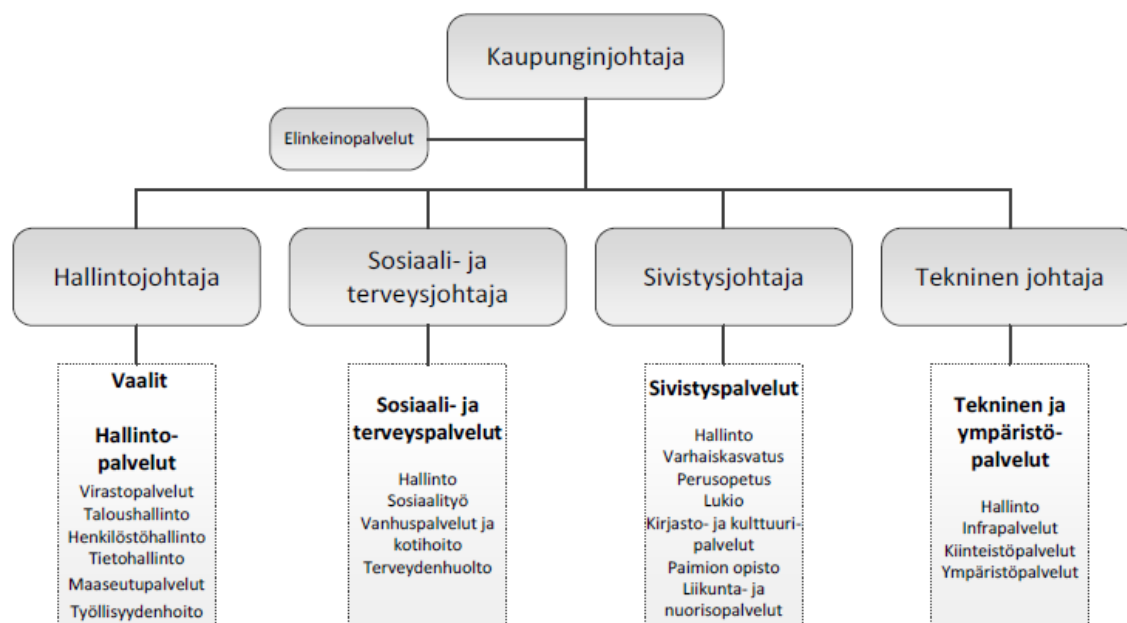 Kaupunginjohtaja
Elinkeinopalvelut
Hallintojohtaja
Sosiaali- ja
terveysjohtaja
Sivistysjohtaja
Tekninen johtaja
Vaalit
Hallinto-
palvelut
Virastopalvelut
Taloushallinto
Henkilöstöhallinto
Tietohallinto
Maaseutupalvelut
Työllisyydenhoito
Sosiaali- ja
terveyspalvelut
Hallinto
Sosiaalityö
Vanhuspalvelut ja
kotihoito
Terveydenhuolto
Sivistyspalvelut
Hallinto
Varhaiskasvatus
Perusopetus
Lukio
Kirjasto- ja kulttuuri-
palvelut
Paimion opisto
Liikunta- ja
nuorisopalvelut
Tekninen ja
ympäristö-
palvelut
Hallinto
Infrapalvelut
Kiinteistöpalvelut
Ympäristöpalvelut